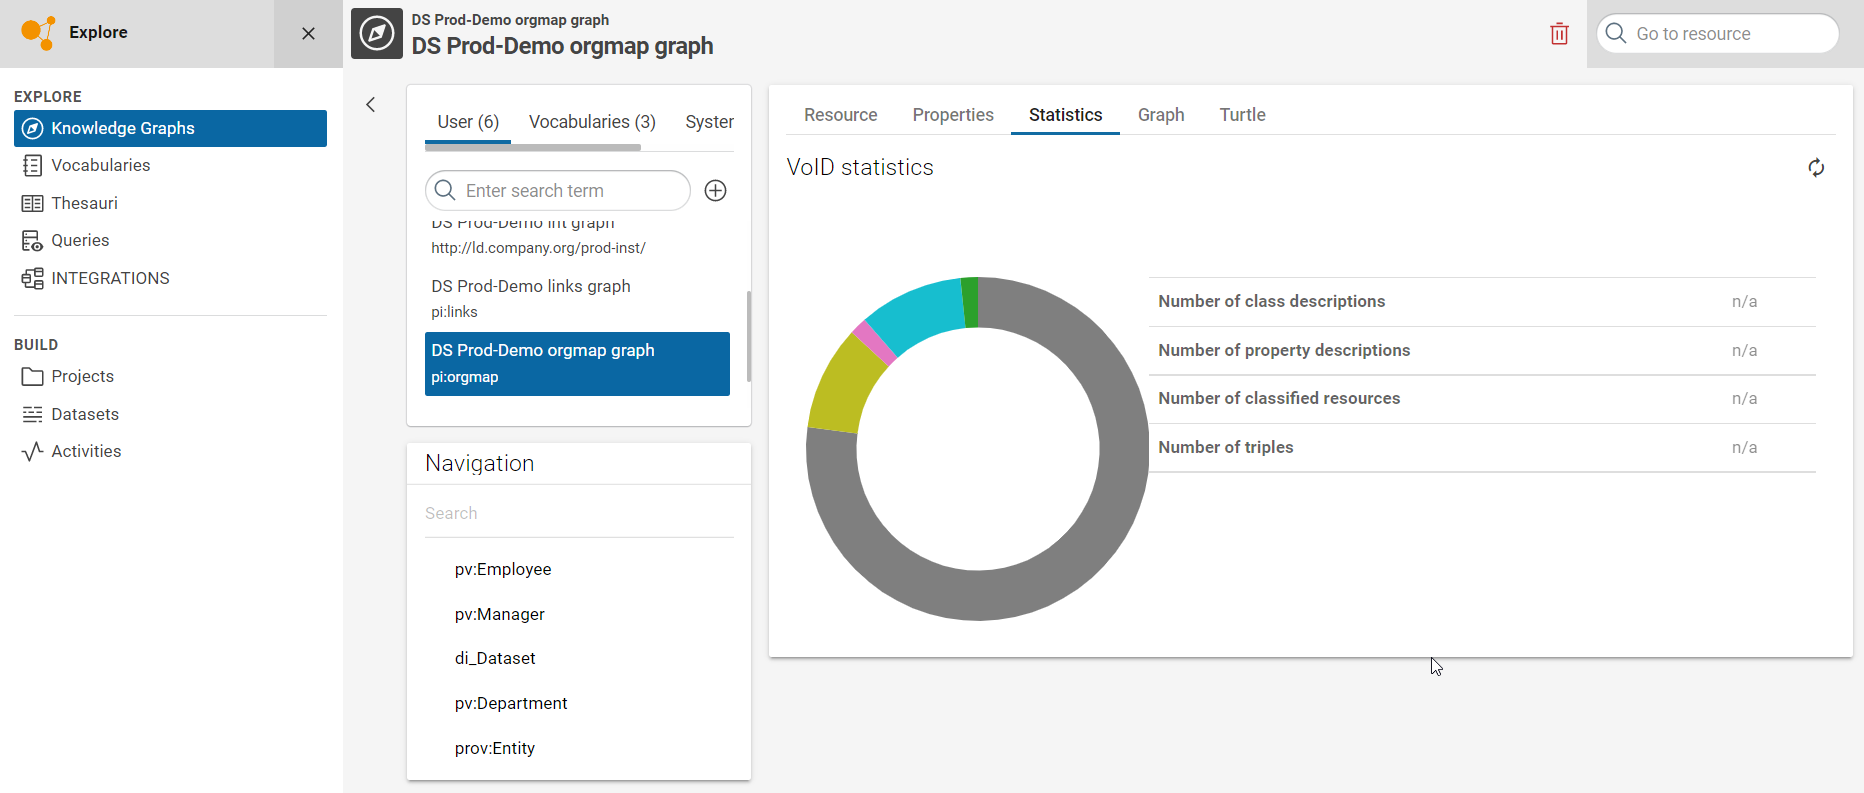 Explore
EXPLORE
Knowledge Graphs
Vocabularies
Thesauri
Queries
INTEGRATIONS
BUILD
Projects
Datasets
Activities
DS Prod-Demo orgmap graph
DS Prod-Demo orgmap graph
Go to resource
User (6)
Vocabularies (3)
Syster
Enter search term
DS Prod-Demo int graph
http://ld.company.org/prod-inst/
DS Prod-Demo links graph
pi:links
DS Prod-Demo orgmap graph
pi:orgmap
Navigation
Search
pv:Employee
pv:Manager
di_Dataset
pv:Department
prov:Entity
Resource
Properties
Statistics
Graph
Turtle
VoID statistics
Number of class descriptions n/a
Number of property descriptions n/a
Number of classified resources n/a
Number of triples n/a